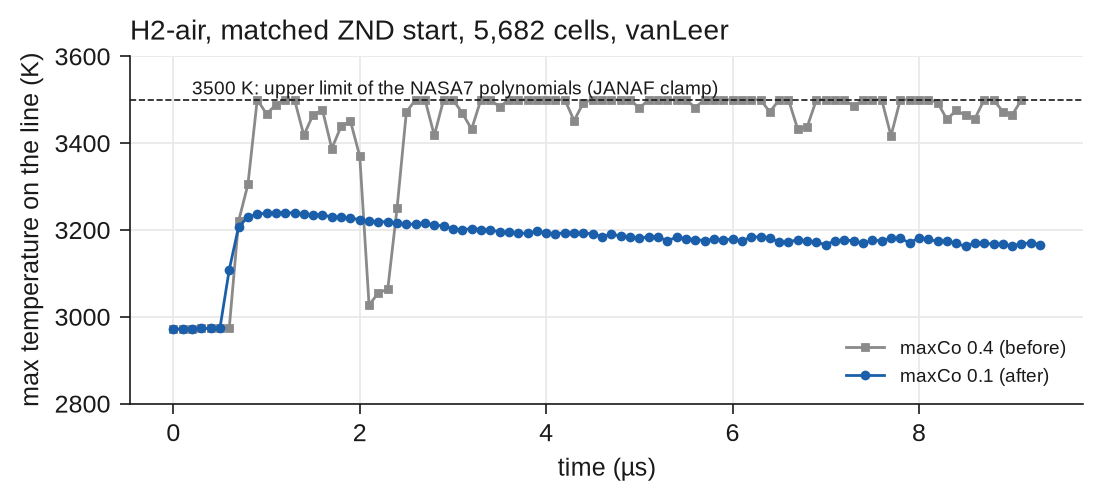 H2-air, matched ZND start, 5,682 cells, vanLeer
max temperature on the line (K)
3600
3400
3200
3000
2800
3500 K: upper limit of the NASA7 polynomials (JANAF clamp)
maxCo 0.4 (before)
maxCo 0.1 (after)
0 2 4 6 8
time (µs)